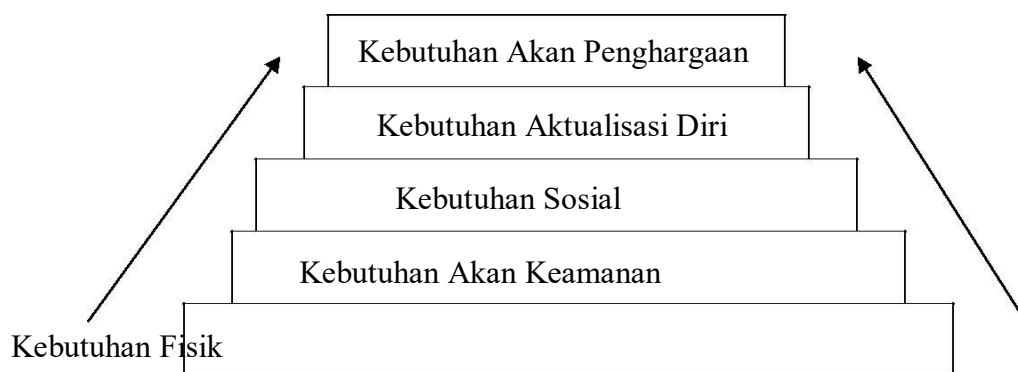 Kebutuhan Akan Penghargaan
Kebutuhan Aktualisasi Diri
Kebutuhan Sosial
Kebutuhan Akan Keamanan
Kebutuhan Fisik